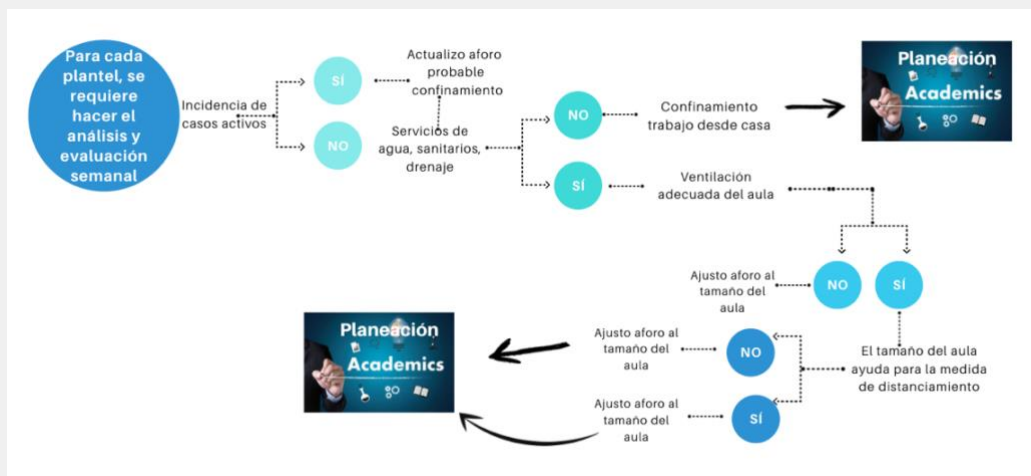 Para cada
plantel, se
requiere
hacer el
análisis y
evaluación
semanal
Incidencia de
casos activos
SÍ
NO
Actualizo aforo
probable
confinamiento
Servicios de
agua, sanitarios,
drenaje
NO
SÍ
Confinamiento
trabajo desde casa
Planeación
Academics
Ventilación
adecuada del aula
NO
SÍ
Ajusto aforo al
tamaño del
aula
El tamaño del aula
ayuda para la medida
de distanciamiento
NO
SÍ
Ajusto aforo al
tamaño del
aula
Ajusto aforo al
tamaño del
aula
Planeación
Academics